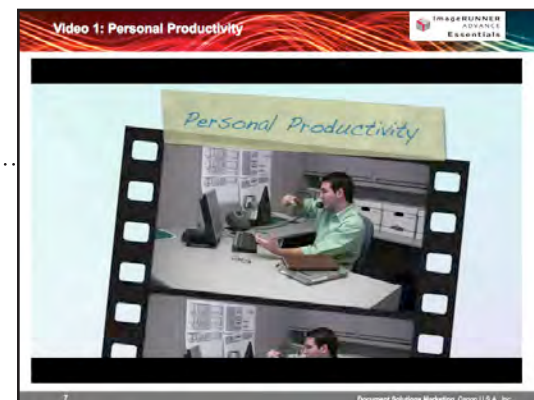 Video 1: Personal Productivity
imageRUNNER
ADVANCE
Essentials
Personal Productivity
7
Document Solutions Marketing, Canon U.S.A., Inc.